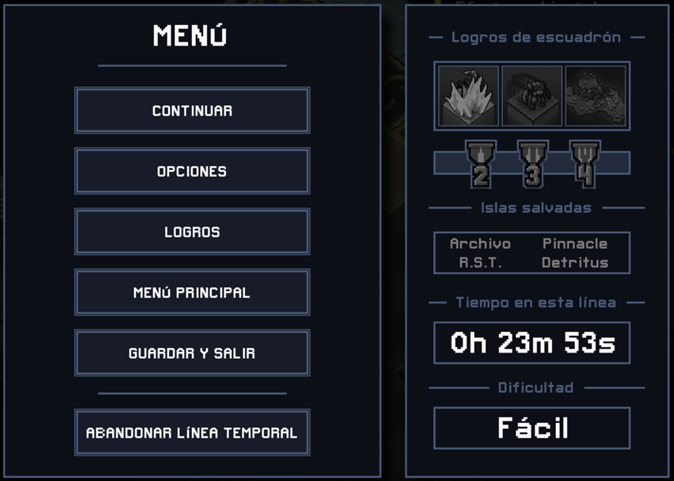 MENÚ
CONTINUAR
OPCIONES
LOGROS
MENÚ PRINCIPAL
GUARDAR Y SALIR
ABANDONAR LÍNEA TEMPORAL
Logros de escuadrón
2 3 4
Islas salvadas
Archivo Pinnacle
R.S.T. Detritus
Tiempo en esta línea
0h 23m 53s
Dificultad
Fácil